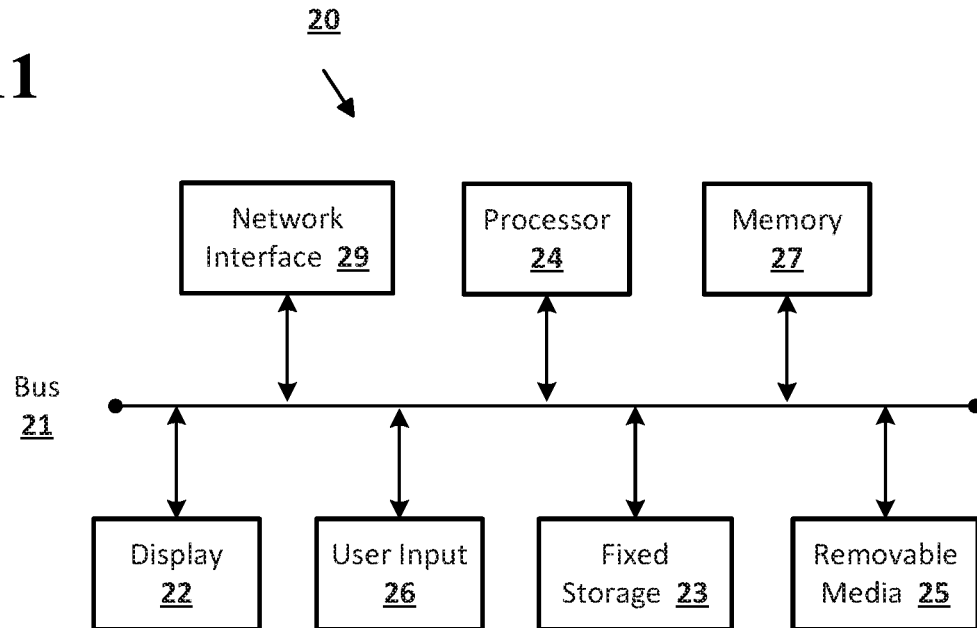 20
11
Network
Interface 29
Processor
24
Memory
27
Bus
21
Display
22
User Input
26
Fixed
Storage 23
Removable
Media 25